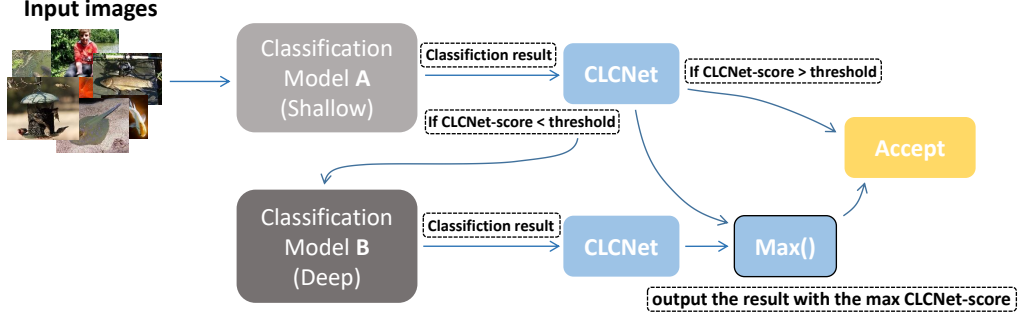 Input images
Classification
Model A
(Shallow)
Classifiction result
CLCNet
If CLCNet-score > threshold
If CLCNet-score < threshold
Accept
Classification
Model B
(Deep)
Classifiction result
CLCNet
Max()
output the result with the max CLCNet-score